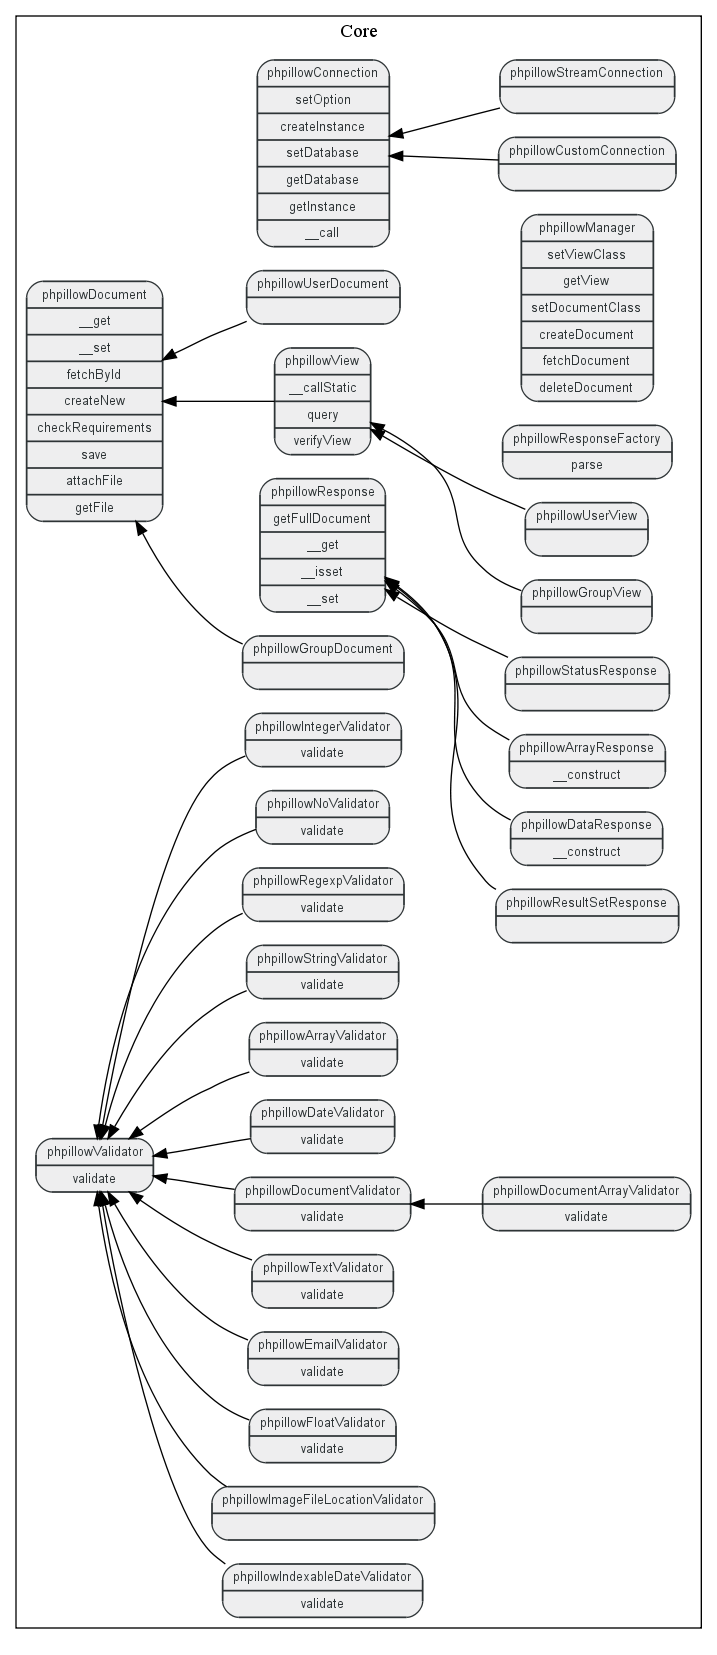 Core
phpillowConnection
setOption
createInstance
setDatabase
getDatabase
getInstance
__call
phpillowStreamConnection
phpillowCustomConnection
phpillowManager
setViewClass
getView
setDocumentClass
createDocument
fetchDocument
deleteDocument
phpillowDocument
__get
__set
fetchById
createNew
checkRequirements
save
attachFile
getFile
phpillowUserDocument
phpillowView
__callStatic
query
verifyView
phpillowResponseFactory
parse
phpillowResponse
getFullDocument
__get
__isset
__set
phpillowUserView
phpillowGroupView
phpillowGroupDocument
phpillowStatusResponse
phpillowArrayResponse
__construct
phpillowDataResponse
__construct
phpillowResultSetResponse
phpillowIntegerValidator
validate
phpillowNoValidator
validate
phpillowRegexpValidator
validate
phpillowStringValidator
validate
phpillowArrayValidator
validate
phpillowDateValidator
validate
phpillowValidator
validate
phpillowDocumentValidator
validate
phpillowDocumentArrayValidator
validate
phpillowTextValidator
validate
phpillowEmailValidator
validate
phpillowFloatValidator
validate
phpillowImageFileLocationValidator
phpillowIndexableDateValidator
validate